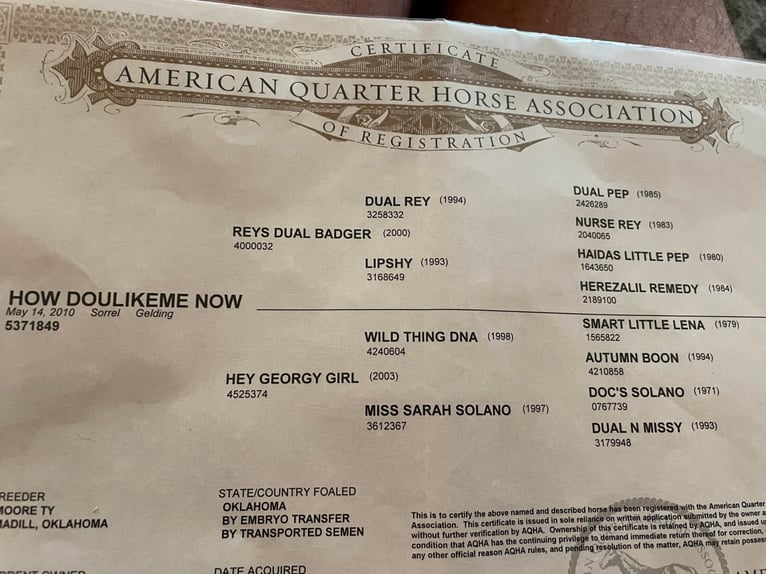 CERTIFICATE
AMERICAN QUARTER HORSE ASSOCIATION
OF REGISTRATION
DUAL PEP (1985)
2426289
DUAL REY (1994)
3258332
NURSE REY (1983)
2040065
REYS DUAL BADGER (2000)
4000032
HAIDAS LITTLE PEP (1980)
1643650
LIPSHY (1993)
3168649
HEREZALIL REMEDY (1984)
2189100
HOW DOULIKEME NOW
May 14, 2010 Sorrel Gelding
5371849
SMART LITTLE LENA (1979)
1565822
WILD THING DNA (1998)
4240604
AUTUMN BOON (1994)
4210858
HEY GEORGY GIRL (2003)
4525374
DOC'S SOLANO (1971)
0767739
MISS SARAH SOLANO (1997)
3612367
DUAL N MISSY (1993)
3179948
REEDER
MOORE TY
MADILL, OKLAHOMA
STATE/COUNTRY FOALED
OKLAHOMA
BY EMBRYO TRANSFER
BY TRANSPORTED SEMEN
This is to certify the above named and described horse has been registered with the American Quarter
Association. This certificate is issued in sole reliance on written application submitted by the owner a
without further verification by AQHA. Ownership of this certificate is retained by AQHA, and issued u
condition that AQHA has the continuing privilege to demand immediate return thereof for correction,
any other official reason AQHA rules, and pending resolution of the matter, AQHA may retain posses
DATE ACQUIRED